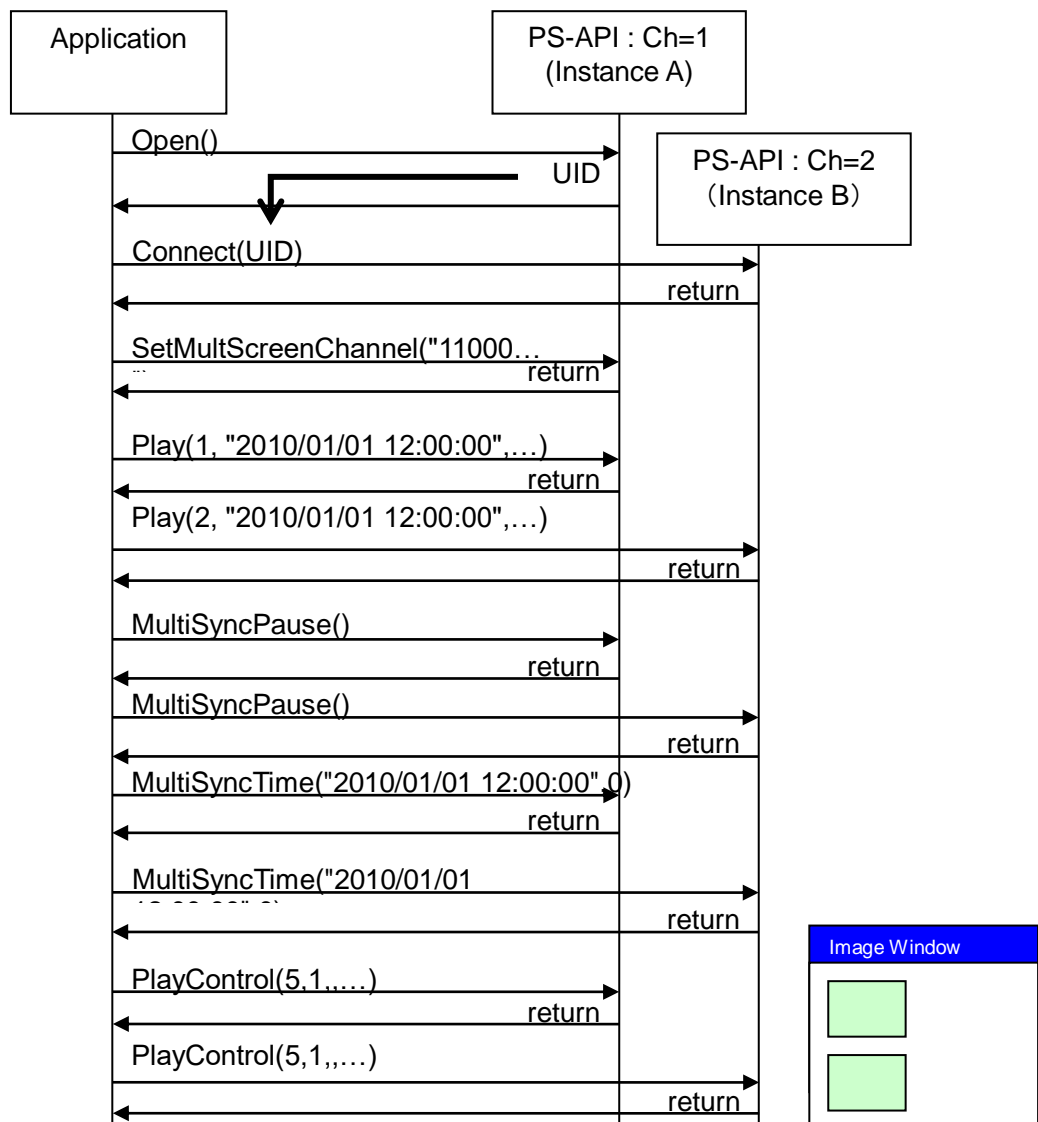 Application
PS-API : Ch=1
(Instance A)
Open()
UID
PS-API : Ch=2
（Instance B）
Connect(UID)
return
SetMultScreenChannel("11000…
return
Play(1, "2010/01/01 12:00:00",…)
return
Play(2, "2010/01/01 12:00:00",…)
return
MultiSyncPause()
return
MultiSyncPause()
return
MultiSyncTime("2010/01/01 12:00:00",0)
return
MultiSyncTime("2010/01/01
return
Image Window
PlayControl(5,1,,…)
return
PlayControl(5,1,,…)
return